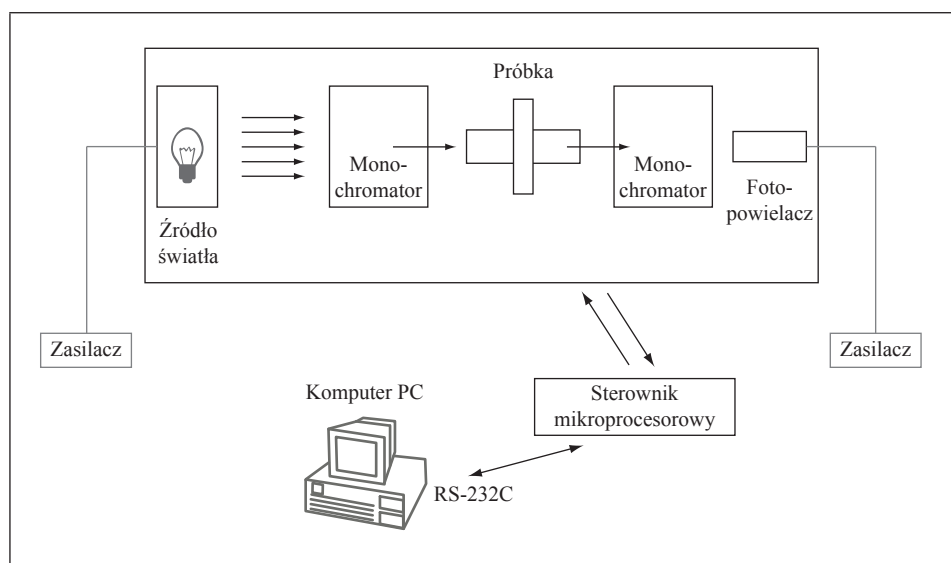 Próbka
Mono-
chromator
Mono-
chromator
Foto-
powielacz
Źródło
światła
Zasilacz
Zasilacz
Komputer PC
Sterownik
mikroprocesorowy
RS-232C